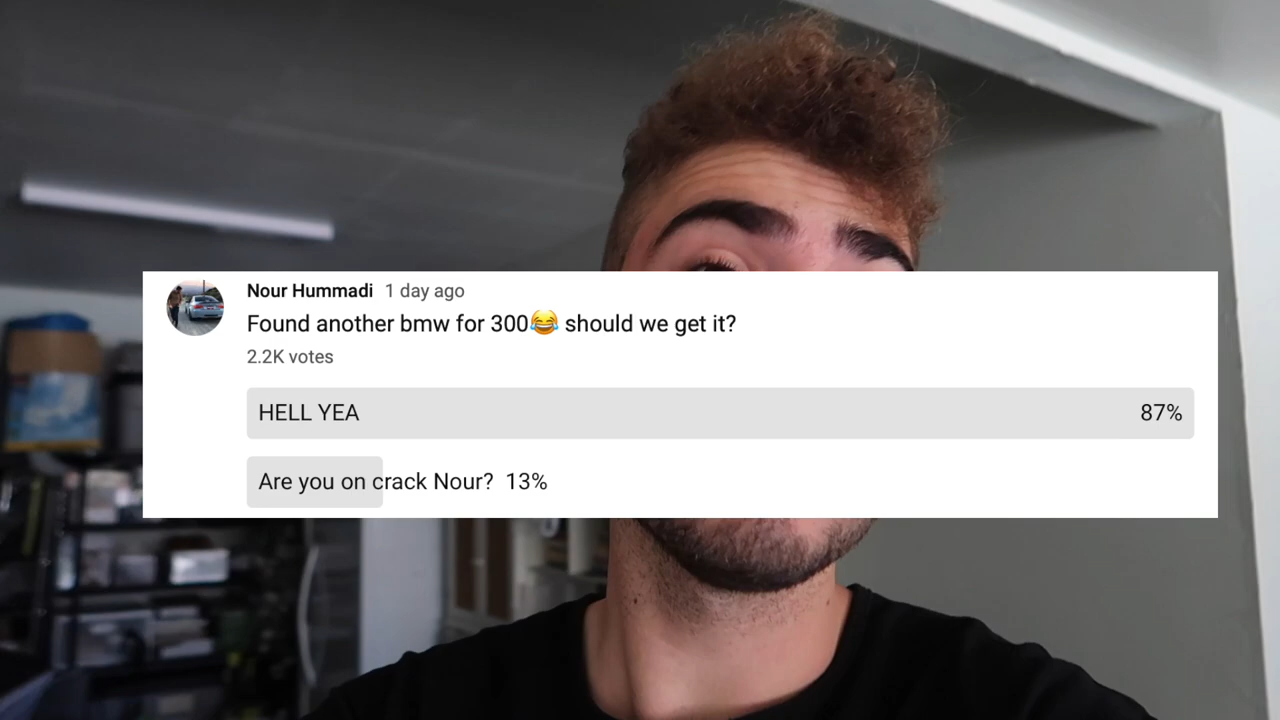 Nour Hummadi 1 day ago
Found another bmw for 300😂 should we get it?
2.2K votes
HELL YEA 87%
Are you on crack Nour? 13%